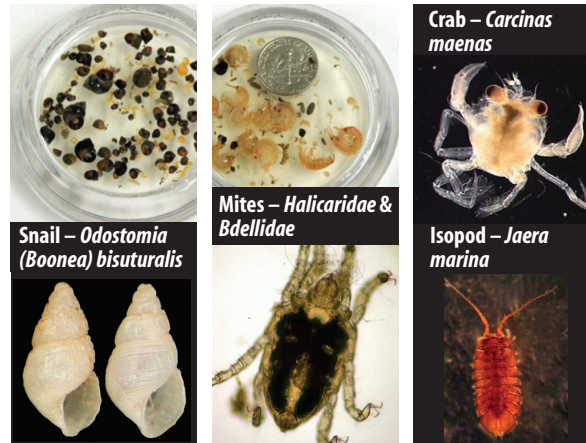 Crab – Carcinas
maenas
Mites – Halicaridae &
Bdellidae
Snail – Odostomia
(Boonea) bisuturalis
Isopod – Jaera
marina